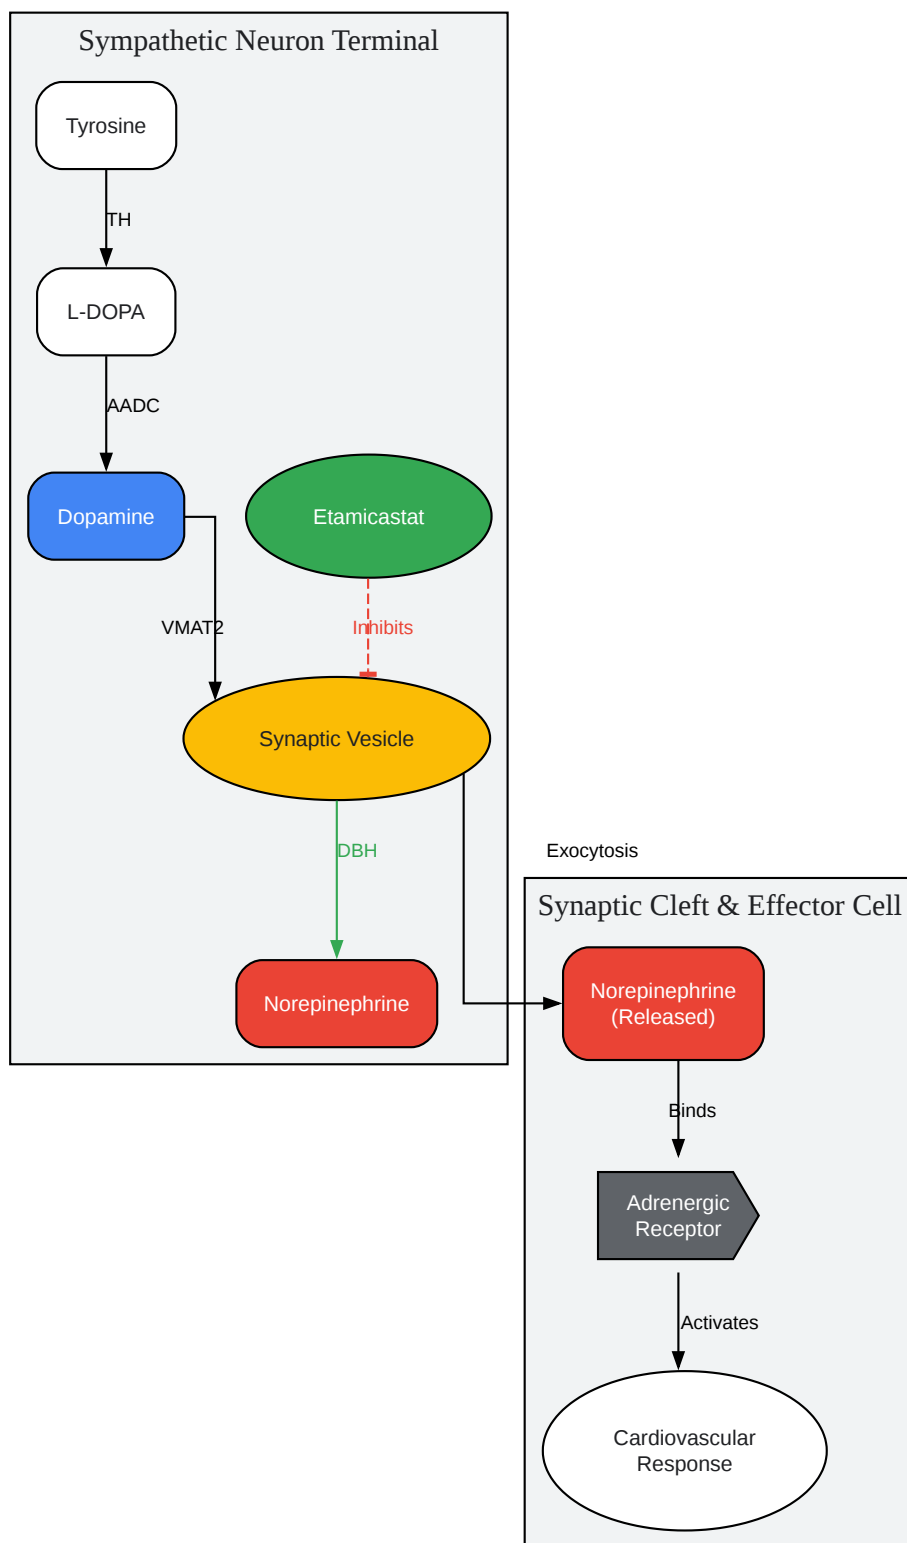 Sympathetic Neuron Terminal
Tyrosine
TH
L-DOPA
AADC
Dopamine
Etamicastat
VMAT2
Inhibits
Synaptic Vesicle
DBH
Exocytosis
Norepinephrine
Synaptic Cleft & Effector Cell
Norepinephrine
(Released)
Binds
Adrenergic
Receptor
Activates
Cardiovascular
Response